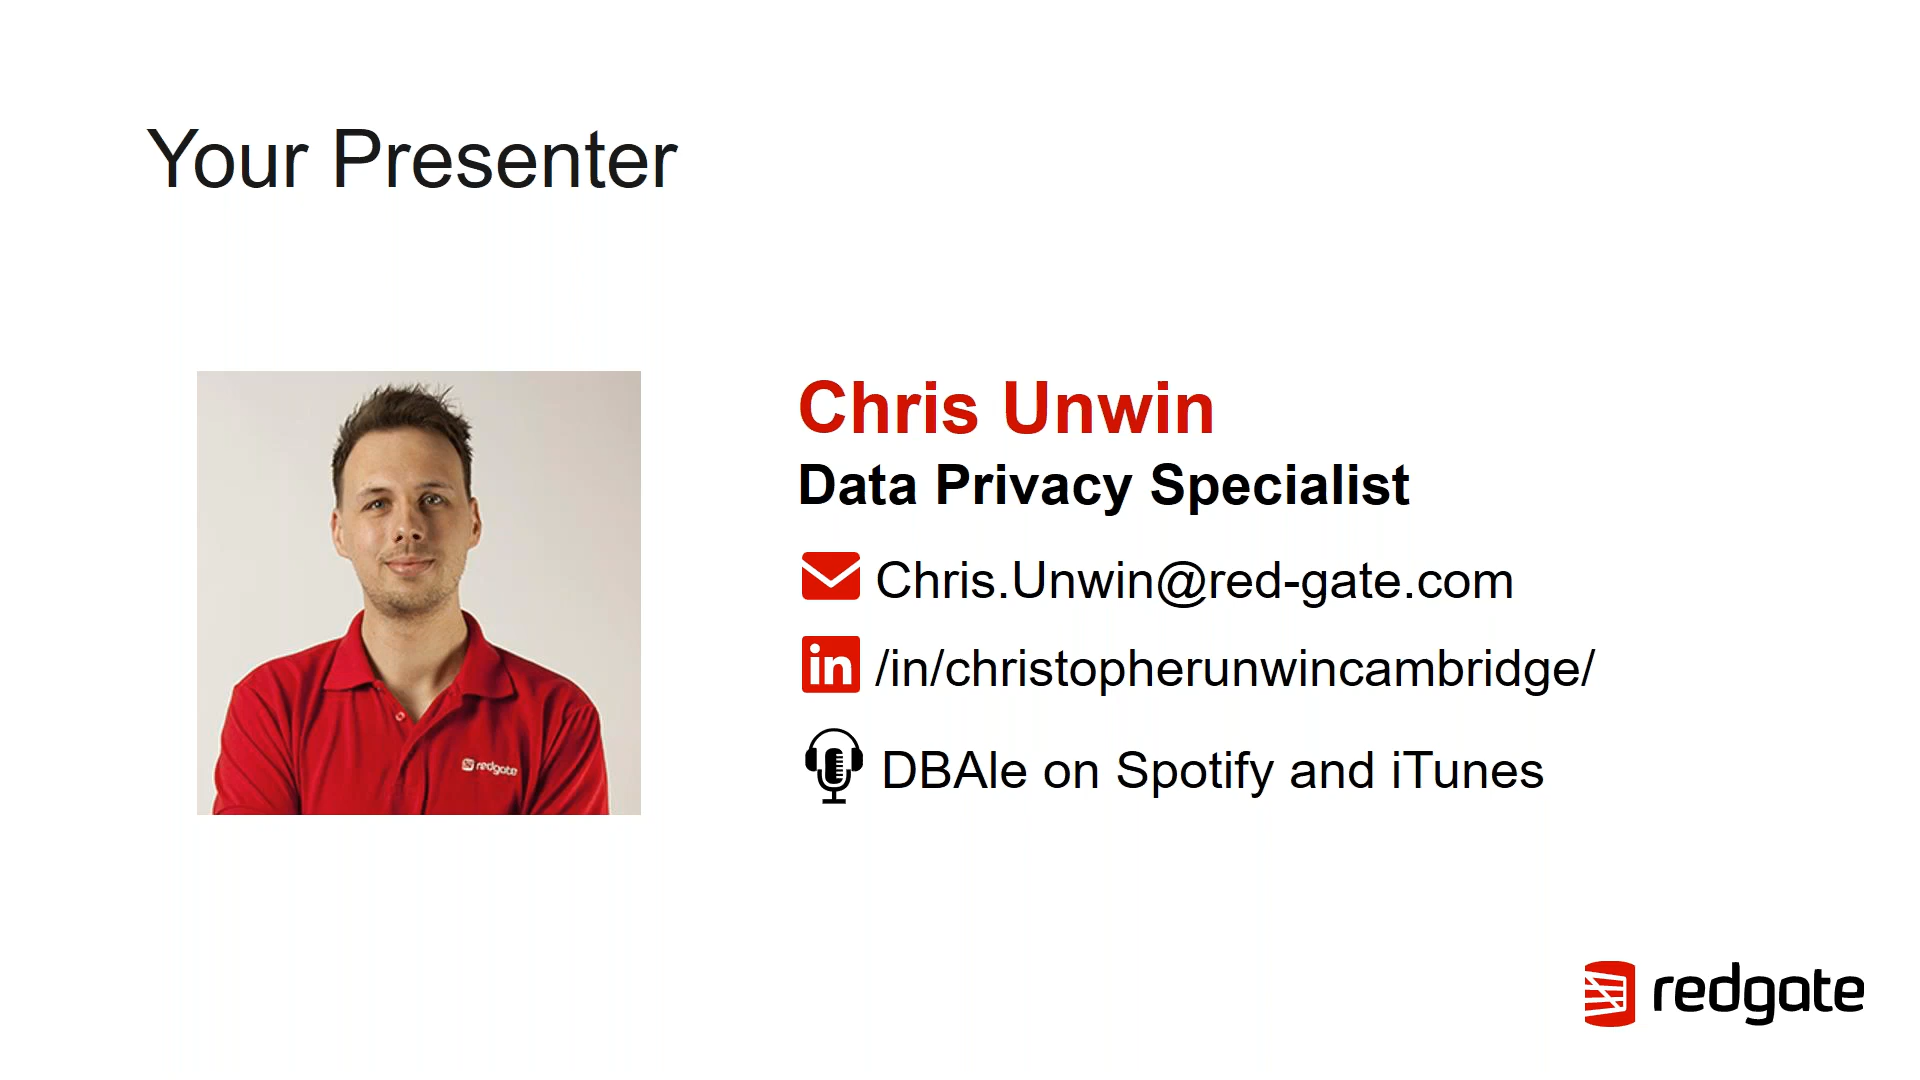 Your Presenter
redgate
Chris Unwin
Data Privacy Specialist
Chris.Unwin@red-gate.com
in /in/christopherunwincambridge/
DBAle on Spotify and iTunes
redgate